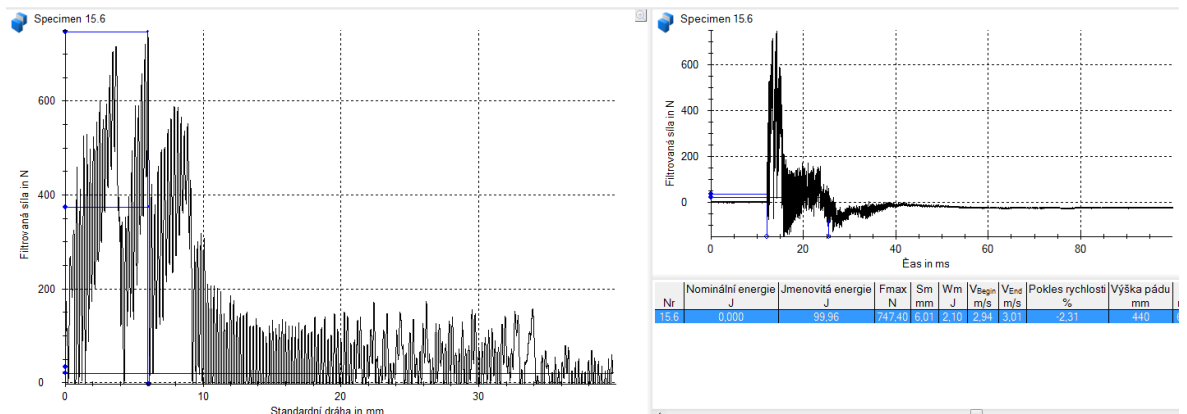 Specimen 15.6
600
400
200
0
Filtrovaná síla in N
0 10 20 30
Standardní dráha in mm
Specimen 15.6
600
400
200
0
Filtrovaná síla in N
0 20 40 60 80
Èas in ms
Nr Nominální energie J Jmenovitá energie J Fmax N Sm mm Wm J VBegin m/s VEnd m/s Pokles rychlosti % Výška pádu mm
15.6 0,000 99.96 747.40 6,01 2,10 2,94 3,01 -2,31 440